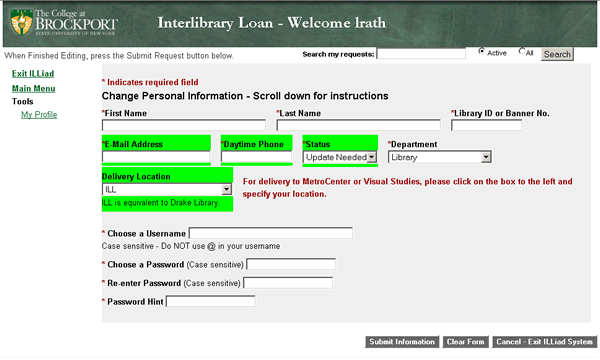 The College at
BROCKPORT
STATE UNIVERSITY OF NEW YORK
Interlibrary Loan - Welcome lrath
When Finished Editing, press the Submit Request button below.
Search my requests:
Active
All
Search
Exit ILLiad
Main Menu
Tools
My Profile
* Indicates required field
Change Personal Information - Scroll down for instructions
*First Name
*Last Name
*Library ID or Banner No.
*E-Mail Address
*Daytime Phone
*Status
*Department
Update Needed
Library
Delivery Location
ILL
ILL is equivalent to Drake Library.
For delivery to MetroCenter or Visual Studies, please click on the box to the left and
specify your location.
* Choose a Username
Case sensitive - Do NOT use @ in your username
* Choose a Password (Case sensitive)
* Re-enter Password (Case sensitive)
* Password Hint
Submit Information
Clear Form
Cancel - Exit ILLiad System